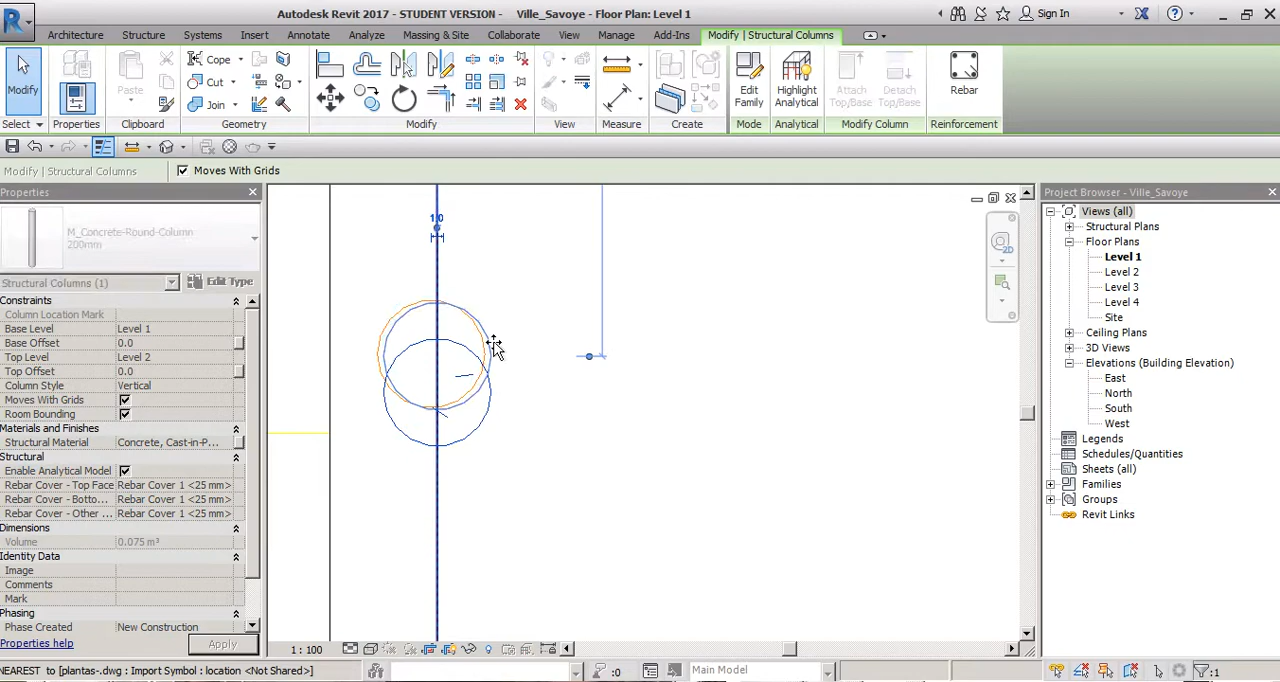 Autodesk Revit 2017 - STUDENT VERSION - Ville_Savoye - Floor Plan: Level 1
Sign In
Architecture Structure Systems Insert Annotate Analyze Massing & Site Collaborate View Manage Add-Ins Modify | Structural Columns
Modify
Properties
Paste
Cope
Cut
Join
Edit
Family
Highlight
Analytical
Attach
Top/Base
Detach
Top/Base
Rebar
Select Properties Clipboard Geometry Modify View Measure Create Mode Analytical Modify Column Reinforcement
Modify | Structural Columns
Moves With Grids
Properties
M_Concrete-Round-Column
200mm
Structural Columns (1)
Edit Type
Constraints
Column Location Mark
Base Level Level 1
Base Offset 0.0
Top Level Level 2
Top Offset 0.0
Column Style Vertical
Moves With Grids
Room Bounding
Materials and Finishes
Structural Material Concrete, Cast-in-P...
Structural
Enable Analytical Model
Rebar Cover - Top Face Rebar Cover 1 <25 mm>
Rebar Cover - Botto... Rebar Cover 1 <25 mm>
Rebar Cover - Other ... Rebar Cover 1 <25 mm>
Dimensions
Volume 0.075 m³
Identity Data
Image
Comments
Mark
Phasing
Phase Created New Construction
Properties help
Apply
2D
Project Browser - Ville_Savoye
Views (all)
Structural Plans
Floor Plans
Level 1
Level 2
Level 3
Level 4
Site
Ceiling Plans
3D Views
Elevations (Building Elevation)
East
North
South
West
Legends
Schedules/Quantities
Sheets (all)
Families
Groups
Revit Links
1 : 100
NEAREST to [plantas-.dwg : Import Symbol : location <Not Shared>]
:0
Main Model
:1